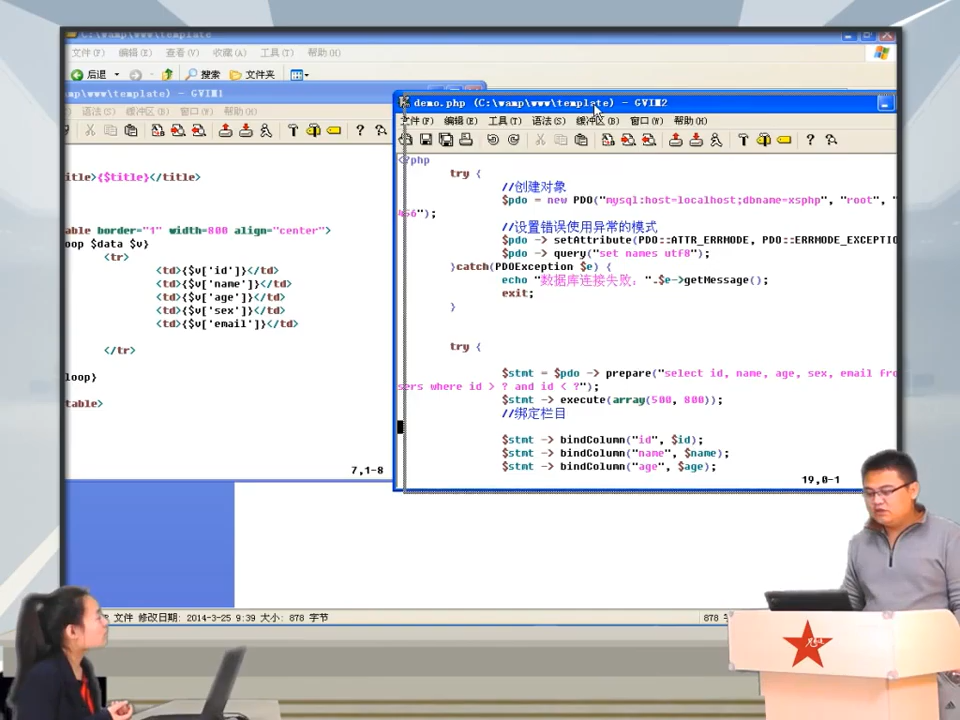 C:\wamp\www\template
文件(F) 编辑(E) 查看(V) 收藏(A) 工具(T) 帮助(H)
后退 搜索 文件夹
mp\www\template) - GVIM1
语法(S) 缓冲区(B) 窗口(W) 帮助(H)
itle>{$title}</title>
able border="1" width=800 align="center">
oop $data $v}
<tr>
<td>{$v['id']}</td>
<td>{$v['name']}</td>
<td>{$v['age']}</td>
<td>{$v['sex']}</td>
<td>{$v['email']}</td>
</tr>
loop}
table>
7,1-8
demo.php (C:\wamp\www\template) - GVIM2
文件(F) 编辑(E) 工具(T) 语法(S) 缓冲区(B) 窗口(W) 帮助(H)
<?php
try {
//创建对象
$pdo = new PDO("mysql:host=localhost;dbname=xsphp", "root", "
456");
//设置错误使用异常的模式
$pdo -> setAttribute(PDO::ATTR_ERRMODE, PDO::ERRMODE_EXCEPTIO
$pdo -> query("set names utf8");
}catch(PDOException $e) {
echo "数据库连接失败: ".$e->getMessage();
exit;
}
try {
$stmt = $pdo -> prepare("select id, name, age, sex, email fro
sers where id > ? and id < ?");
$stmt -> execute(array(500, 800));
//绑定栏目
$stmt -> bindColumn("id", $id);
$stmt -> bindColumn("name", $name);
$stmt -> bindColumn("age", $age);
19,0-1
文件 修改日期: 2014-3-25 9:39 大小: 878 字节
878